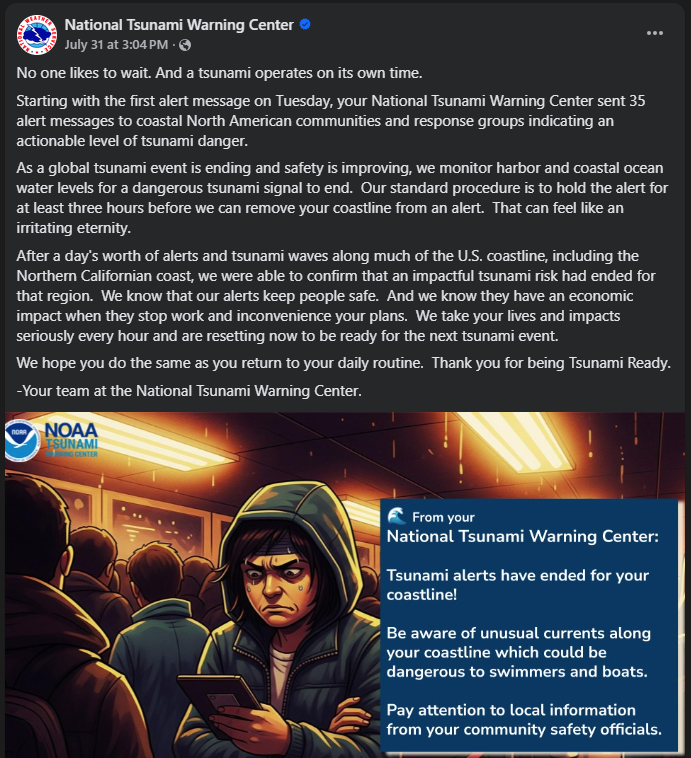 National Tsunami Warning Center
July 31 at 3:04 PM ·
No one likes to wait. And a tsunami operates on its own time.
Starting with the first alert message on Tuesday, your National Tsunami Warning Center sent 35
alert messages to coastal North American communities and response groups indicating an
actionable level of tsunami danger.
As a global tsunami event is ending and safety is improving, we monitor harbor and coastal ocean
water levels for a dangerous tsunami signal to end.  Our standard procedure is to hold the alert for
at least three hours before we can remove your coastline from an alert.  That can feel like an
irritating eternity.
After a day's worth of alerts and tsunami waves along much of the U.S. coastline, including the
Northern Californian coast, we were able to confirm that an impactful tsunami risk had ended for
that region.  We know that our alerts keep people safe.  And we know they have an economic
impact when they stop work and inconvenience your plans.  We take your lives and impacts
seriously every hour and are resetting now to be ready for the next tsunami event.
We hope you do the same as you return to your daily routine.  Thank you for being Tsunami Ready.
-Your team at the National Tsunami Warning Center.
NOAA
NOAA
TSUNAMI
WARNING CENTER
From your
National Tsunami Warning Center:
Tsunami alerts have ended for your
coastline!
Be aware of unusual currents along
your coastline which could be
dangerous to swimmers and boats.
Pay attention to local information
from your community safety officials.